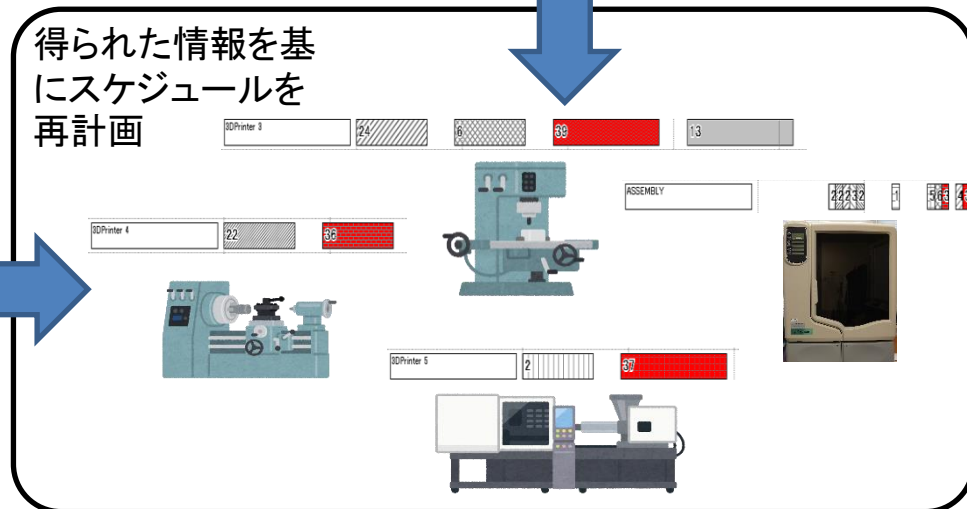 得られた情報を基
にスケジュールを
再計画
3DPrinter 3
24
6
39
13
ASSEMBLY
3DPrinter 4
22
36
3DPrinter 5
2
37